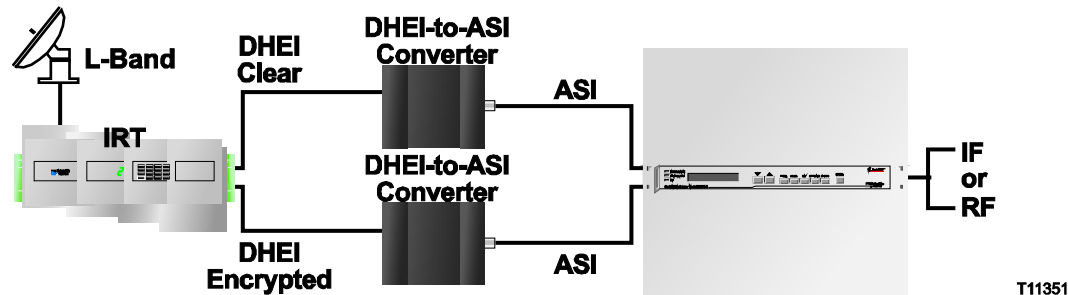 L-Band
IRT
DHEI
Clear
DHEI
Encrypted
DHEI-to-ASI
Converter
DHEI-to-ASI
Converter
ASI
ASI
IF
or
RF
T11351